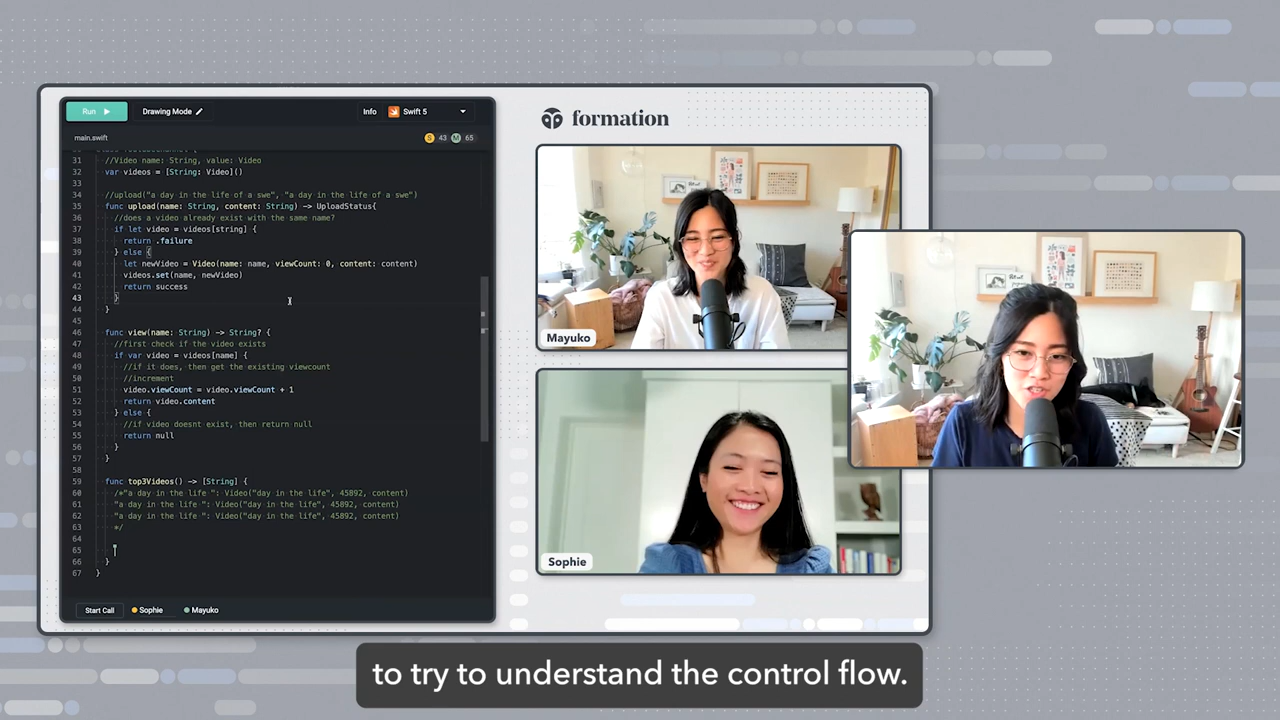 Run
Drawing Mode
Info
Swift 5
main.swift
S 43 M 65
31 //Video name: String, value: Video
32 var videos = [String: Video]()
33
34 //upload("a day in the life of a swe", "a day in the life of a swe")
35 func upload(name: String, content: String) -> UploadStatus{
36 //does a video already exist with the same name?
37 if let video = videos[string] {
38 return .failure
39 } else {
40 let newVideo = Video(name: name, viewCount: 0, content: content)
41 videos.set(name, newVideo)
42 return success
43 }
44 }
45
46 func view(name: String) -> String? {
47 //first check if the video exists
48 if var video = videos[name] {
49 //if it does, then get the existing viewcount
50 //increment
51 video.viewCount = video.viewCount + 1
52 return video.content
53 } else {
54 //if video doesnt exist, then return null
55 return null
56 }
57 }
58
59 func top3Videos() -> [String] {
60 /*"a day in the life ": Video("day in the life", 45892, content)
61 "a day in the life ": Video("day in the life", 45892, content)
62 "a day in the life ": Video("day in the life", 45892, content)
63 */
64
65
66 }
67 }
Start Call
Sophie
Mayuko
formation
Mayuko
Sophie
to try to understand the control flow.